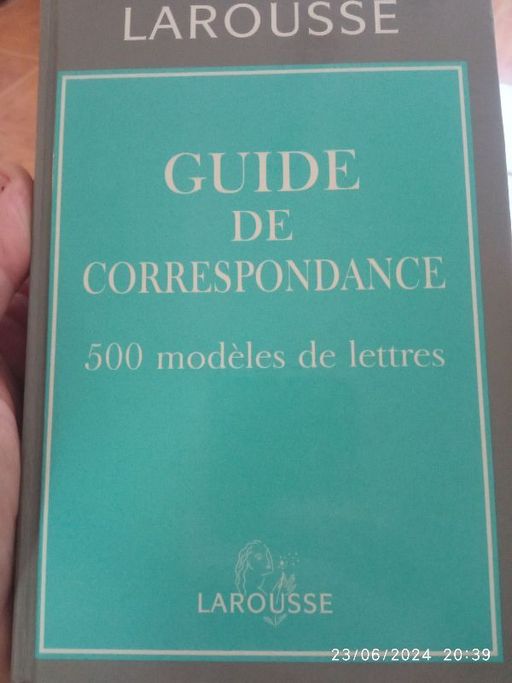 LAROUSSE
GUIDE
DE
CORRESPONDANCE
500 modèles de lettres
LAROUSSE
23/06/2024 20:39